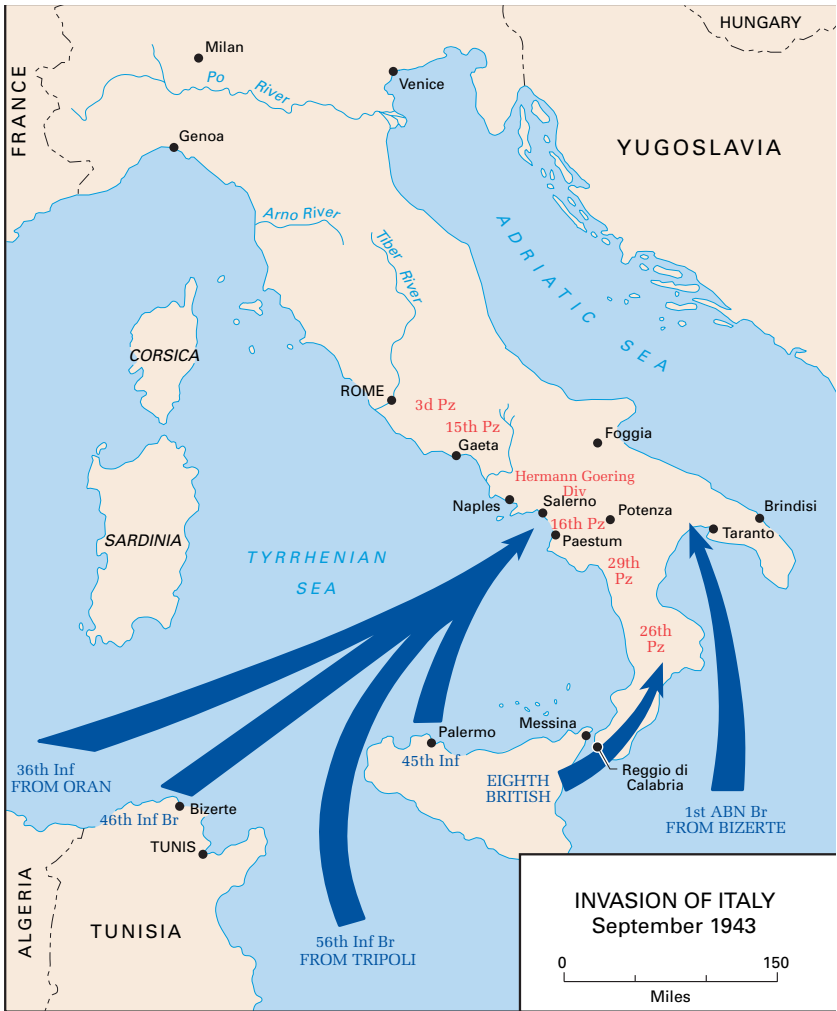 HUNGARY
Milan
Po
River
Venice
FRANCE
Genoa
YUGOSLAVIA
Arno River
Tiber
River
ADRIATIC
SEA
CORSICA
ROME
3d Pz
15th Pz
Gaeta
Foggia
Hermann Goering
Div
Naples
Salerno
Potenza
Brindisi
16th Pz
Taranto
Paestum
SARDINIA
TYRRHENIAN
SEA
29th
Pz
26th
Pz
Palermo
Messina
45th Inf
36th Inf
FROM ORAN
EIGHTH
BRITISH
Reggio di
Calabria
46th Inf Br
Bizerte
1st ABN Br
FROM BIZERTE
TUNIS
ALGERIA
TUNISIA
56th Inf Br
FROM TRIPOLI
INVASION OF ITALY
September 1943
0
150
Miles